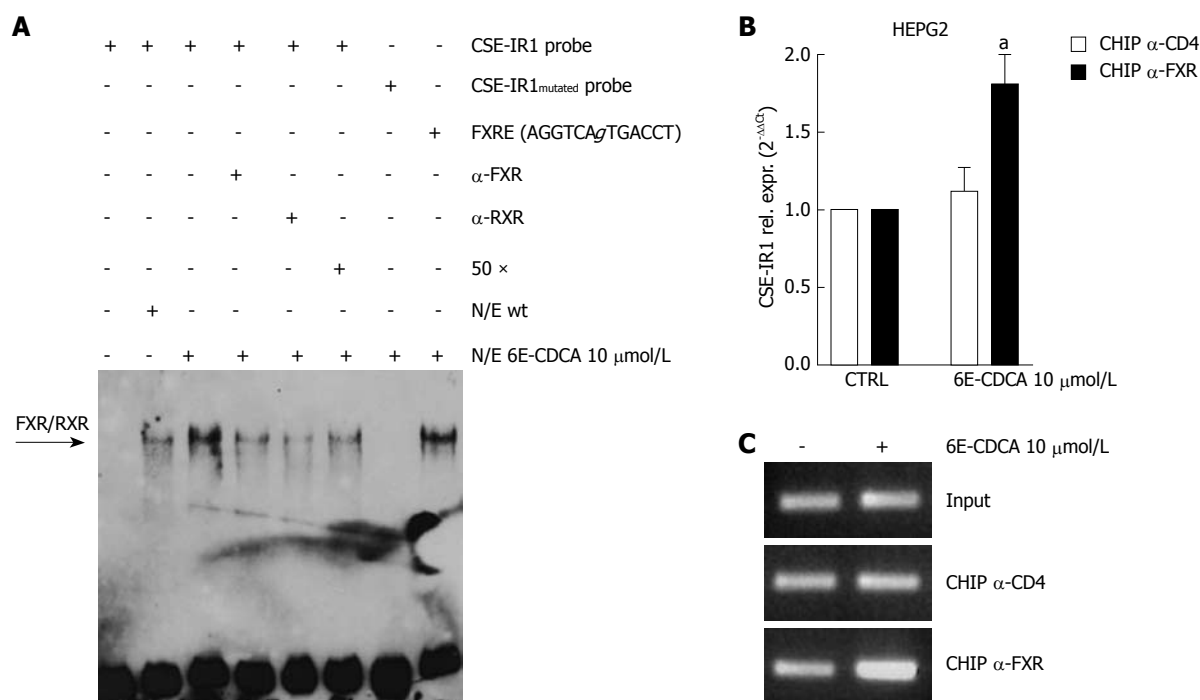 A
+ + + + + + - - CSE-IR1 probe
- - - - - - + - CSE-IR1mutated probe
- - - - - - - + FXRE (AGGTCAgTGACCT)
- - - + - - - - α-FXR
- - - - + - - - α-RXR
- - - - - + - - 50 ×
- + - - - - - - N/E wt
- - + + + + + + N/E 6E-CDCA 10 μmol/L
FXR/RXR
B
HEPG2
a
CHIP α-CD4
CHIP α-FXR
CSE-IR1 rel. expr. (2-ΔΔCt)
2.0
1.5
1.0
0.5
0.0
CTRL 6E-CDCA 10 μmol/L
C
- + 6E-CDCA 10 μmol/L
Input
CHIP α-CD4
CHIP α-FXR